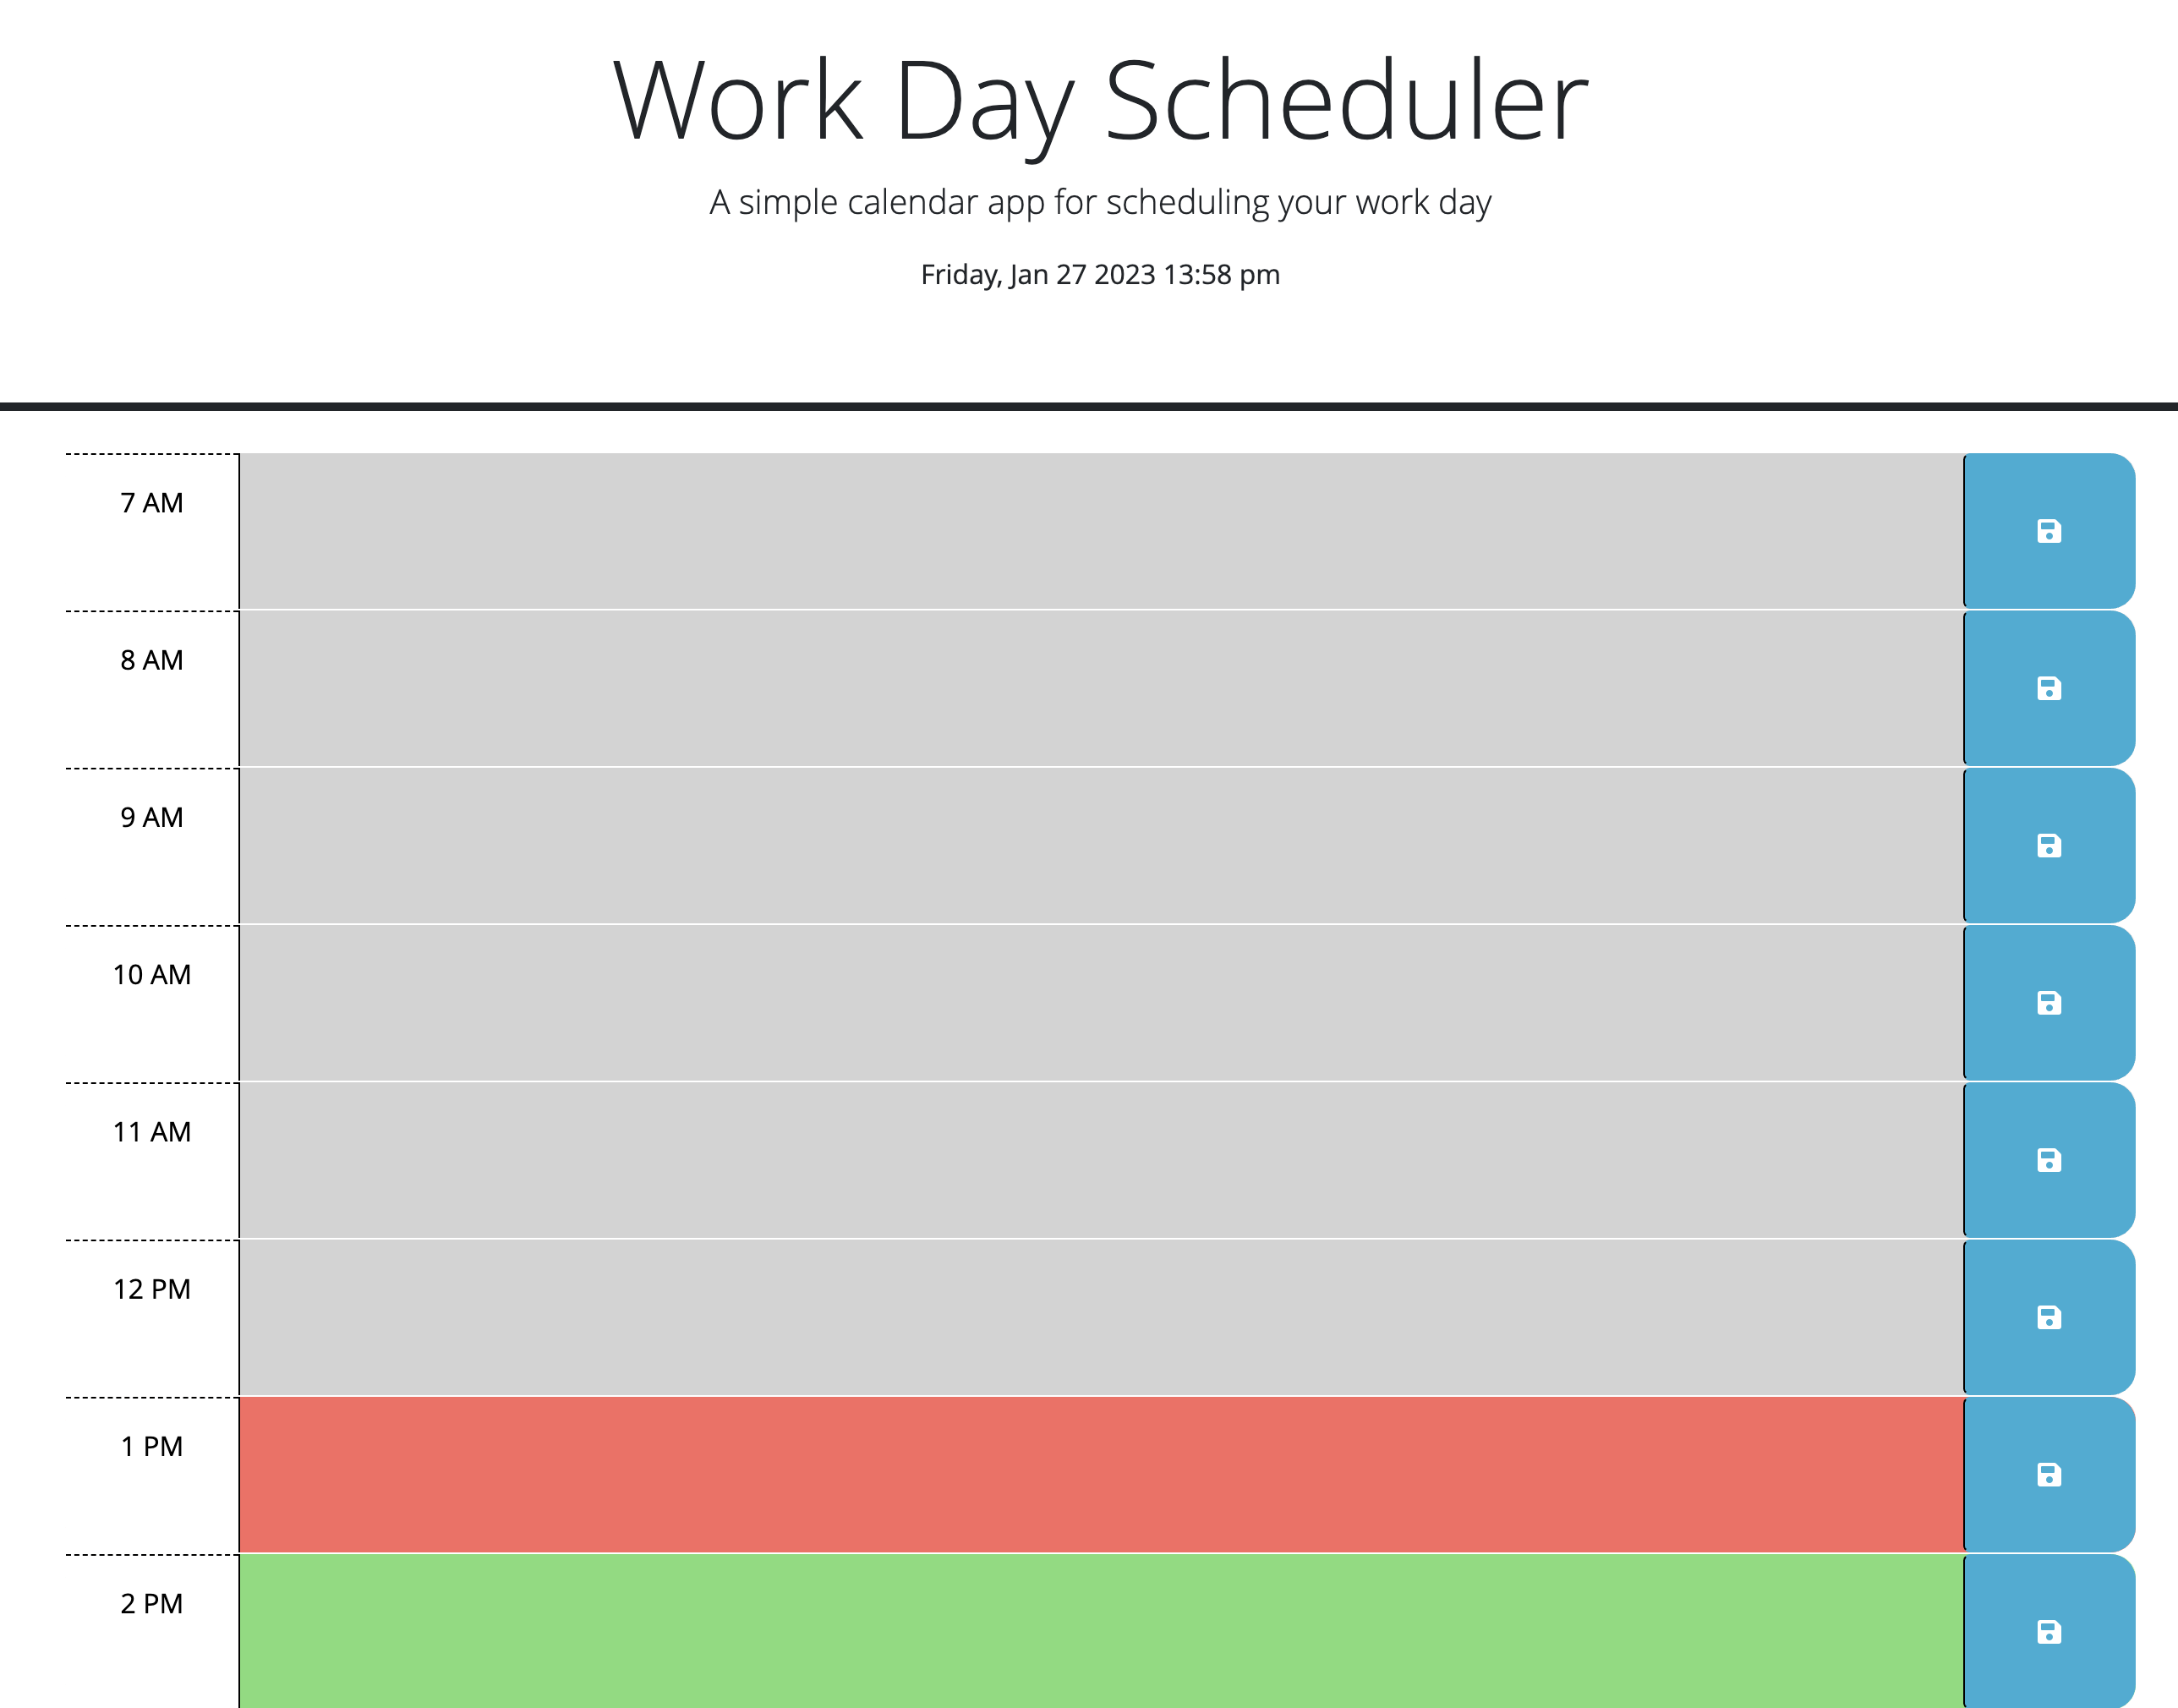 Work Day Scheduler
A simple calendar app for scheduling your work day
Friday, Jan 27 2023 13:58 pm
7 AM
8 AM
9 AM
10 AM
11 AM
12 PM
1 PM
2 PM